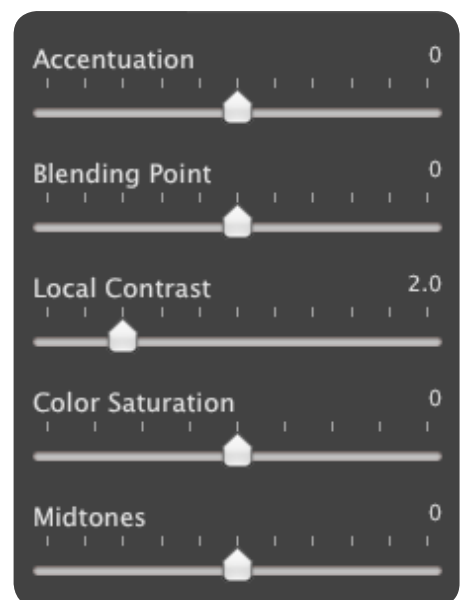 Accentuation 0
Blending Point 0
Local Contrast 2.0
Color Saturation 0
Midtones 0